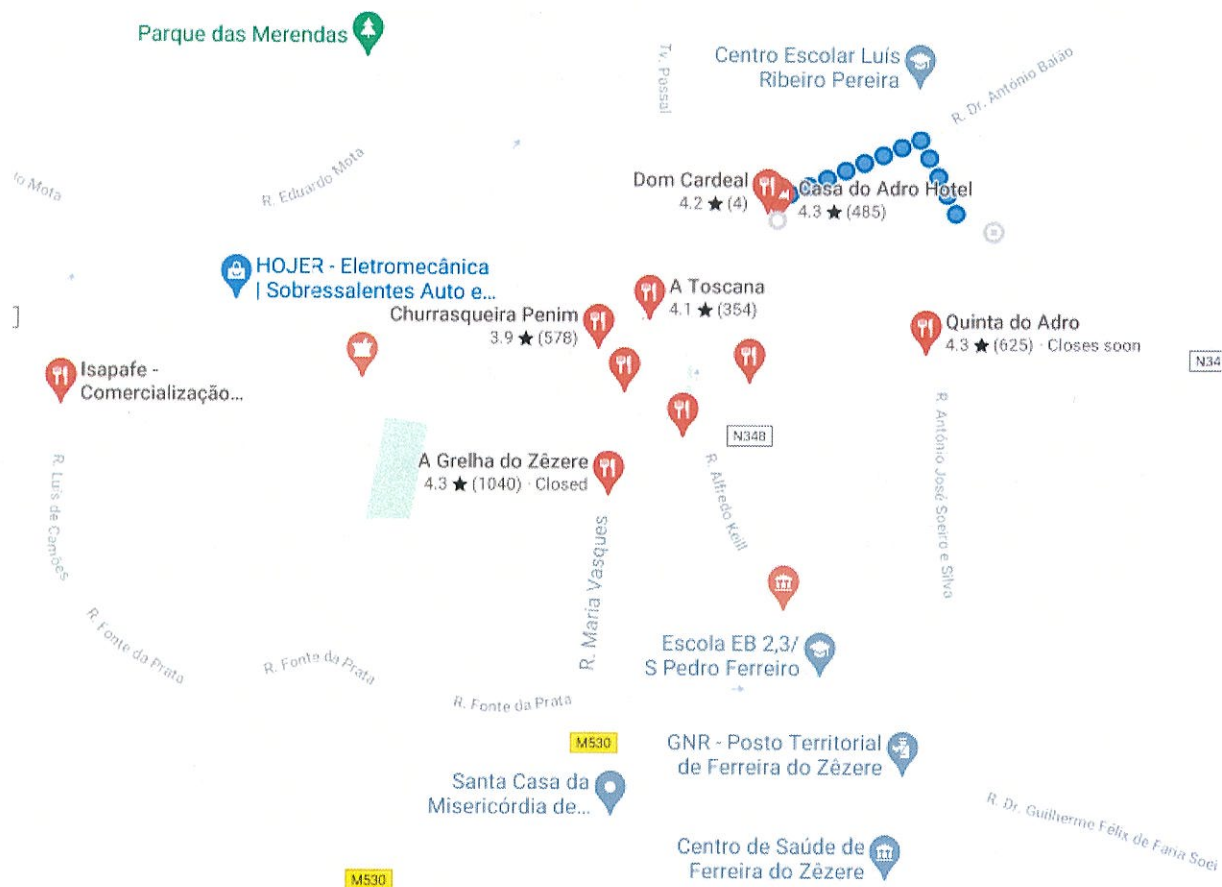 Parque das Merendas
Tv. Passal
Centro Escolar Luís
Ribeiro Pereira
R. Dr. António Baião
lo Mota
R. Eduardo Mota
Dom Cardeal
4.2 ★ (4)
Casa do Adro Hotel
4.3 ★ (485)
HOJER - Eletromecânica
| Sobressalentes Auto e...
A Toscana
4.1 ★ (354)
Churrasqueira Penim
3.9 ★ (578)
Quinta do Adro
4.3 ★ (625) · Closes soon
N34
Isapafe -
Comercialização...
N348
A Grelha do Zêzere
4.3 ★ (1040) · Closed
R. Luís de Camões
R. Maria Vasques
R. Alfredo Keill
R. António José Soeiro e Silva
R. Fonte da Prata
R. Fonte da Prata
R. Fonte da Prata
Escola EB 2,3/
S Pedro Ferreiro
M530
GNR - Posto Territorial
de Ferreira do Zêzere
Santa Casa da
Misericórdia de...
R. Dr. Guilherme Félix de Faria Soei
Centro de Saúde de
Ferreira do Zêzere
M530